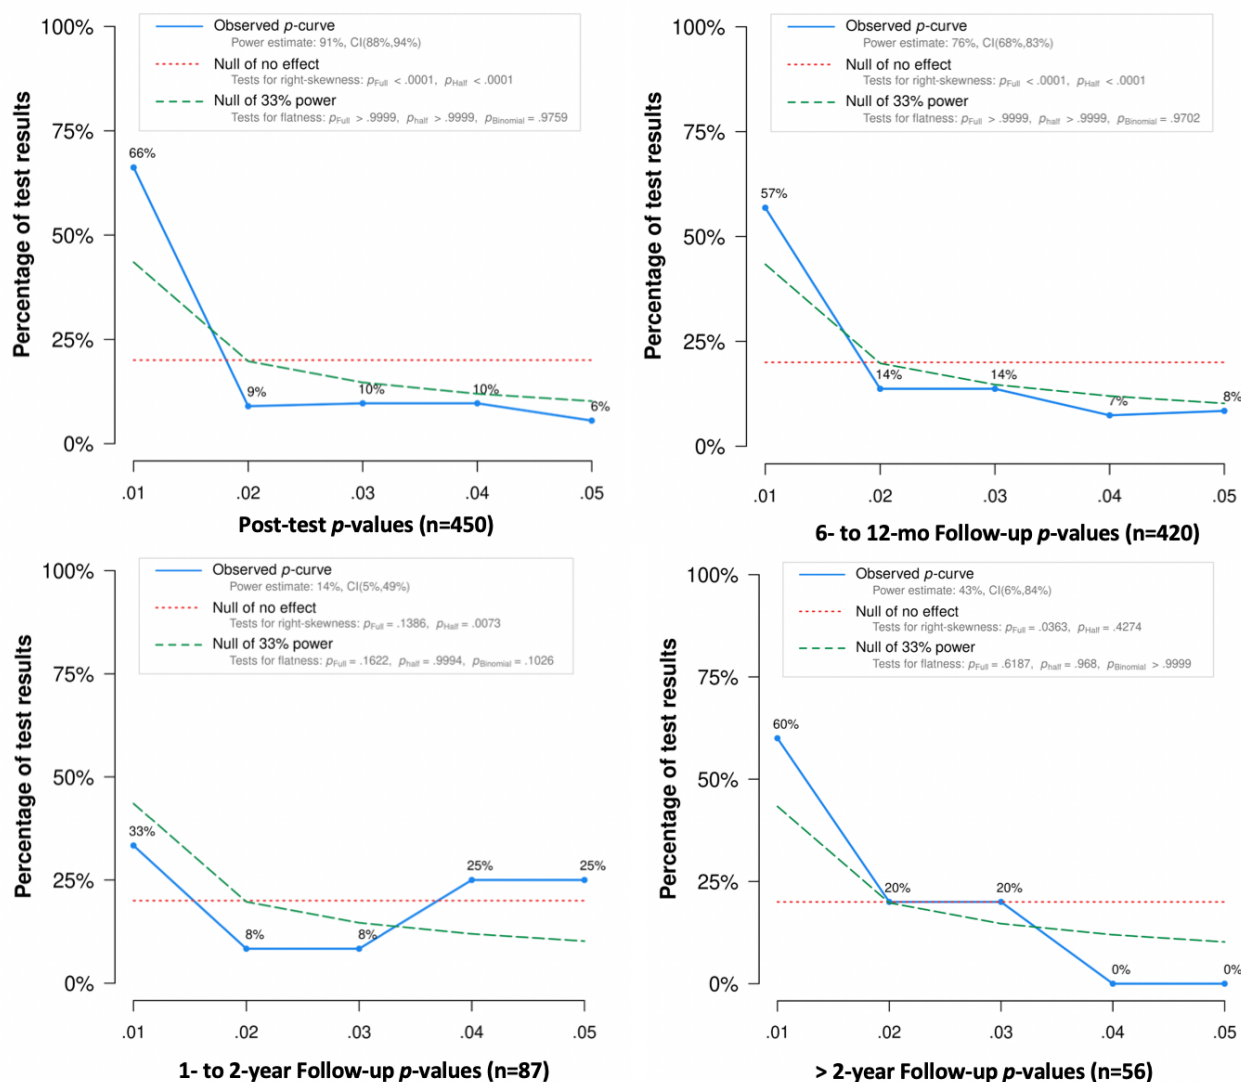 100%
75%
50%
25%
0%
Percentage of test results
Observed p-curve
Power estimate: 91%, CI(88%,94%)
Null of no effect
Tests for right-skewness: pFull < .0001, pHalf < .0001
Null of 33% power
Tests for flatness: pFull > .9999, phalf > .9999, pBinomial = .9759
66%
9%
10%
10%
6%
.01 .02 .03 .04 .05
Post-test p-values (n=450)
100%
75%
50%
25%
0%
Percentage of test results
Observed p-curve
Power estimate: 76%, CI(68%,83%)
Null of no effect
Tests for right-skewness: pFull < .0001, pHalf < .0001
Null of 33% power
Tests for flatness: pFull > .9999, phalf > .9999, pBinomial = .9702
57%
14%
14%
7%
8%
.01 .02 .03 .04 .05
6- to 12-mo Follow-up p-values (n=420)
100%
75%
50%
25%
0%
Percentage of test results
Observed p-curve
Power estimate: 14%, CI(5%,49%)
Null of no effect
Tests for right-skewness: pFull = .1386, pHalf = .0073
Null of 33% power
Tests for flatness: pFull = .1622, phalf = .9994, pBinomial = .1026
33%
8%
8%
25%
25%
.01 .02 .03 .04 .05
1- to 2-year Follow-up p-values (n=87)
100%
75%
50%
25%
0%
Percentage of test results
Observed p-curve
Power estimate: 43%, CI(6%,84%)
Null of no effect
Tests for right-skewness: pFull = .0363, pHalf = .4274
Null of 33% power
Tests for flatness: pFull = .6187, phalf = .968, pBinomial > .9999
60%
20%
20%
0%
0%
.01 .02 .03 .04 .05
> 2-year Follow-up p-values (n=56)